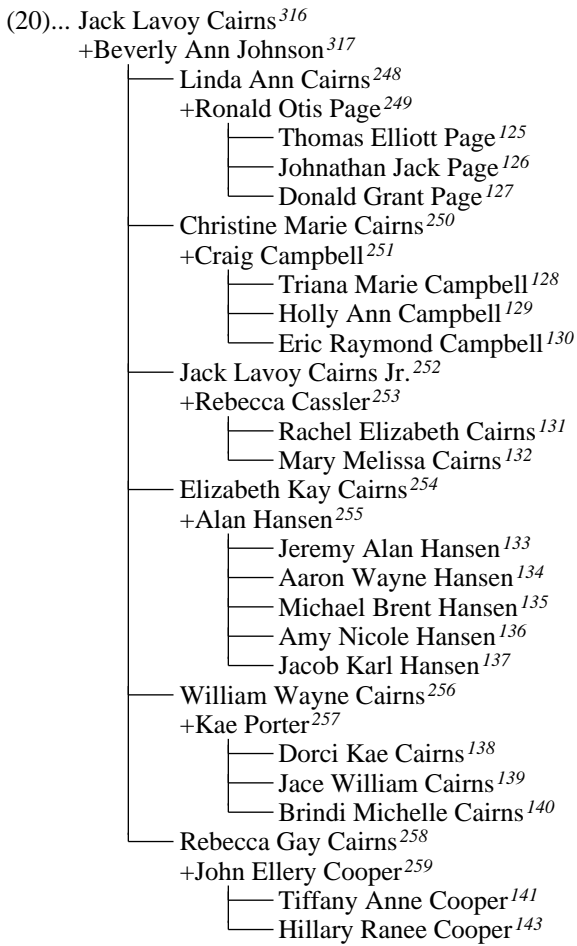 (20)... Jack Lavoy Cairns316
+Beverly Ann Johnson317
Linda Ann Cairns248
+Ronald Otis Page249
Thomas Elliott Page125
Johnathan Jack Page126
Donald Grant Page127
Christine Marie Cairns250
+Craig Campbell251
Triana Marie Campbell128
Holly Ann Campbell129
Eric Raymond Campbell130
Jack Lavoy Cairns Jr.252
+Rebecca Cassler253
Rachel Elizabeth Cairns131
Mary Melissa Cairns132
Elizabeth Kay Cairns254
+Alan Hansen255
Jeremy Alan Hansen133
Aaron Wayne Hansen134
Michael Brent Hansen135
Amy Nicole Hansen136
Jacob Karl Hansen137
William Wayne Cairns256
+Kae Porter257
Dorci Kae Cairns138
Jace William Cairns139
Brindi Michelle Cairns140
Rebecca Gay Cairns258
+John Ellery Cooper259
Tiffany Anne Cooper141
Hillary Ranee Cooper143